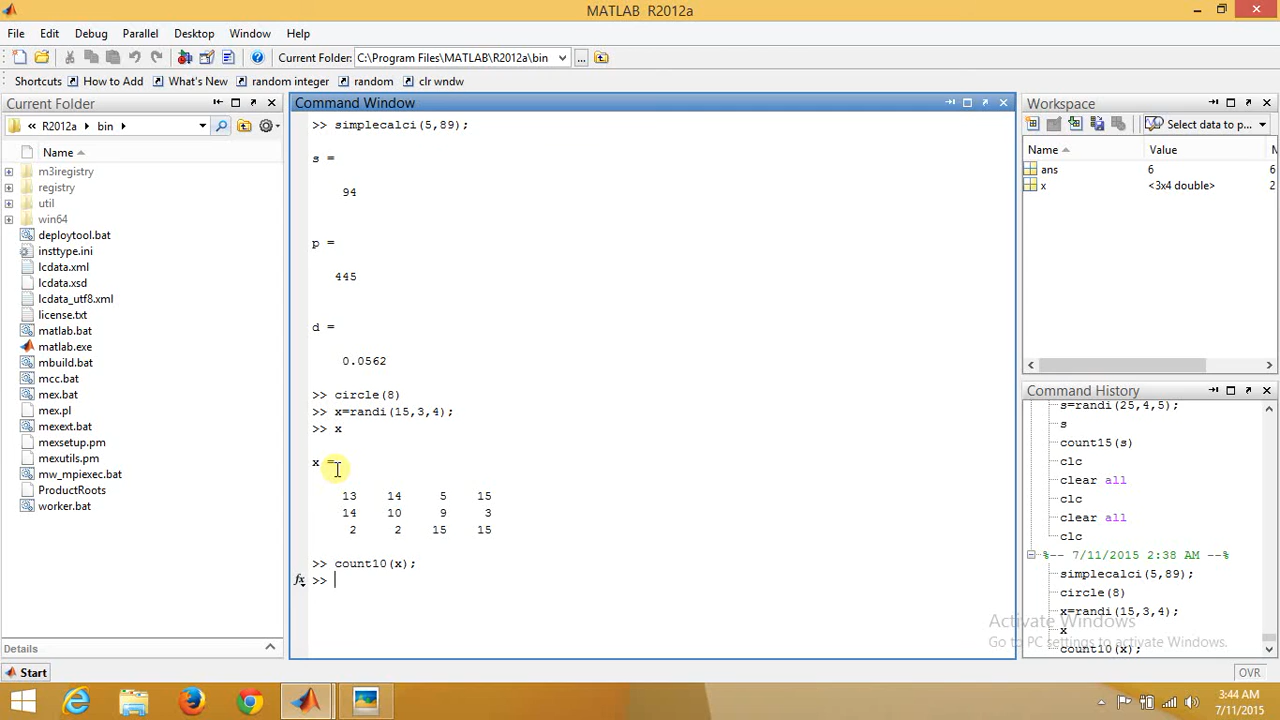 MATLAB R2012a
File Edit Debug Parallel Desktop Window Help
Current Folder: C:\Program Files\MATLAB\R2012a\bin
Shortcuts How to Add What's New random integer random clr wndw
Current Folder
« R2012a ▸ bin ▸
Name
m3iregistry
registry
util
win64
deploytool.bat
insttype.ini
lcdata.xml
lcdata.xsd
lcdata_utf8.xml
license.txt
matlab.bat
matlab.exe
mbuild.bat
mcc.bat
mex.bat
mex.pl
mexext.bat
mexsetup.pm
mexutils.pm
mw_mpiexec.bat
ProductRoots
worker.bat
Details
Command Window
>> simplecalci(5,89);
s =
94
p =
445
d =
0.0562
>> circle(8)
>> x=randi(15,3,4);
>> x
x =
13 14 5 15
14 10 9 3
2 2 15 15
>> count10(x);
fx >>
Workspace
Select data to p...
Name Value M
ans 6 6
x <3x4 double> 2
Command History
s=randi(25,4,5);
s
count15(s)
clc
clear all
clc
clear all
clc
%-- 7/11/2015 2:38 AM --%
simplecalci(5,89);
circle(8)
x=randi(15,3,4);
x
count10(x);
Activate Windows
Go to PC settings to activate Windows.
Start
OVR
3:44 AM
7/11/2015